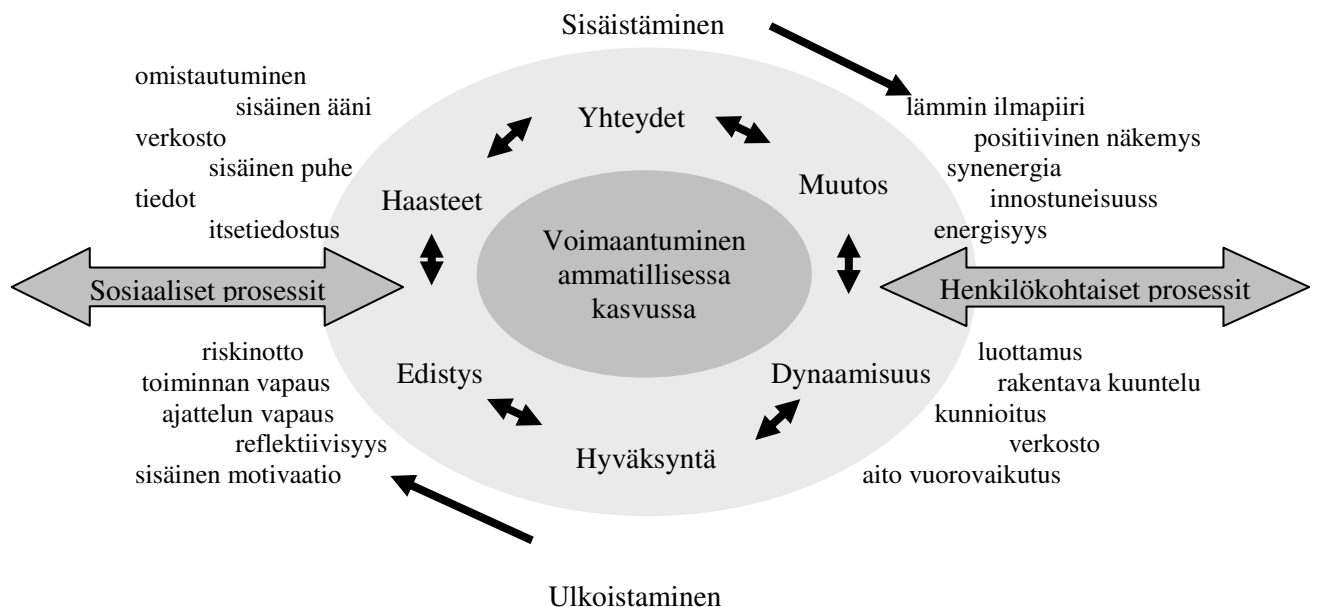 Sisäistäminen
omistautuminen
sisäinen ääni
verkosto
sisäinen puhe
tiedot
itsetiedostus
Yhteydet
Haasteet
Muutos
lämmin ilmapiiri
positiivinen näkemys
synenergia
innostuneisuuss
energisyys
Voimaantuminen
ammatillisessa
kasvussa
Sosiaaliset prosessit
Henkilökohtaiset prosessit
riskinotto
toiminnan vapaus
ajattelun vapaus
reflektiivisyys
sisäinen motivaatio
Edistys
Dynaamisuus
Hyväksyntä
luottamus
rakentava kuuntelu
kunnioitus
verkosto
aito vuorovaikutus
Ulkoistaminen